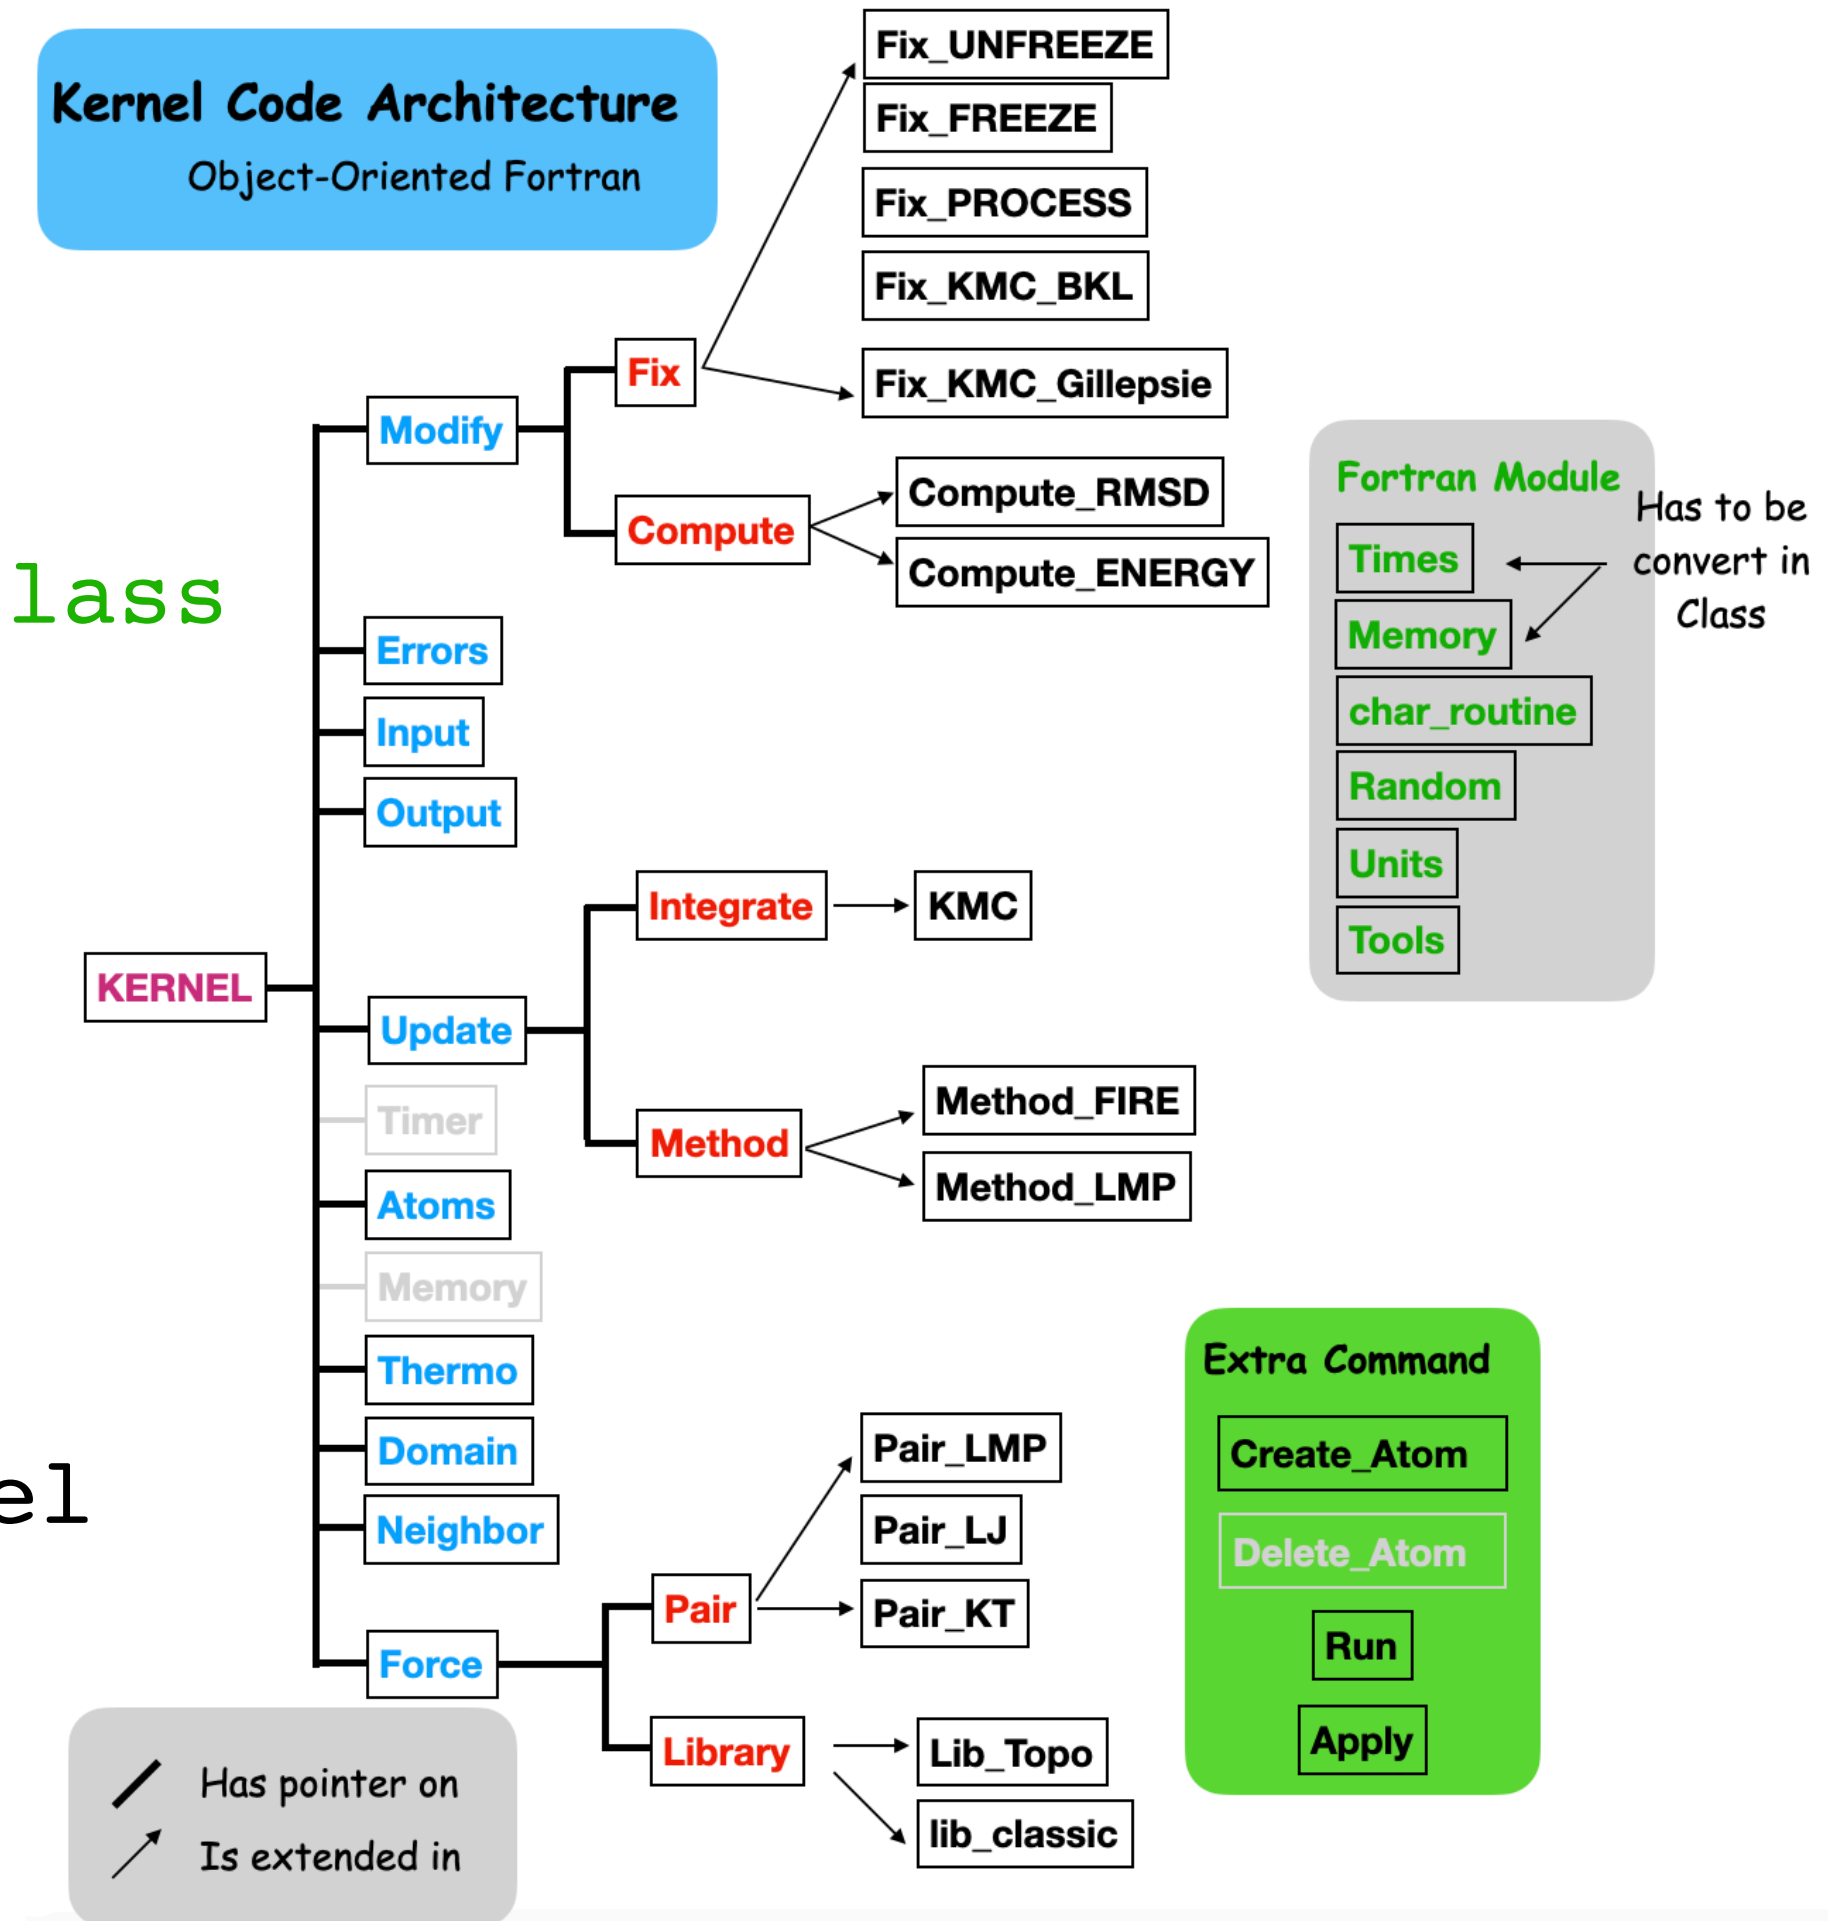 Kernel Code Architecture
Object-Oriented Fortran
Fix_UNFREEZE
Fix_FREEZE
Fix_PROCESS
Fix_KMC_BKL
Fix_KMC_Gillepsie
Fix
Modify
Compute
Compute_RMSD
Compute_ENERGY
lass
Errors
Input
Output
Integrate
KMC
KERNEL
Update
Timer
Method
Method_FIRE
Method_LMP
Atoms
Memory
Thermo
Domain
Neighbor
el
Pair
Pair_LMP
Pair_LJ
Pair_KT
Force
Library
Lib_Topo
lib_classic
Fortran Module
Times
Memory
char_routine
Random
Units
Tools
Has to be
convert in
Class
Extra Command
Create_Atom
Delete_Atom
Run
Apply
Has pointer on
Is extended in